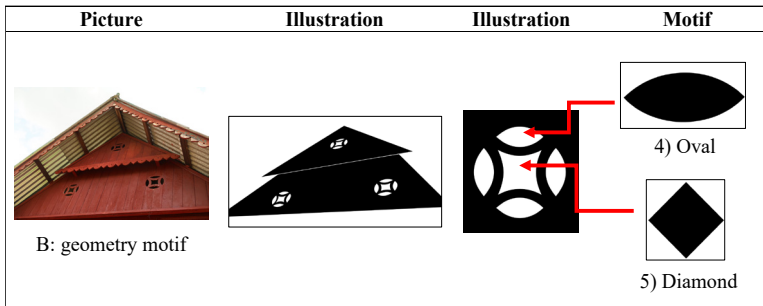 Picture Illustration Illustration Motif
4) Oval
B: geometry motif
5) Diamond